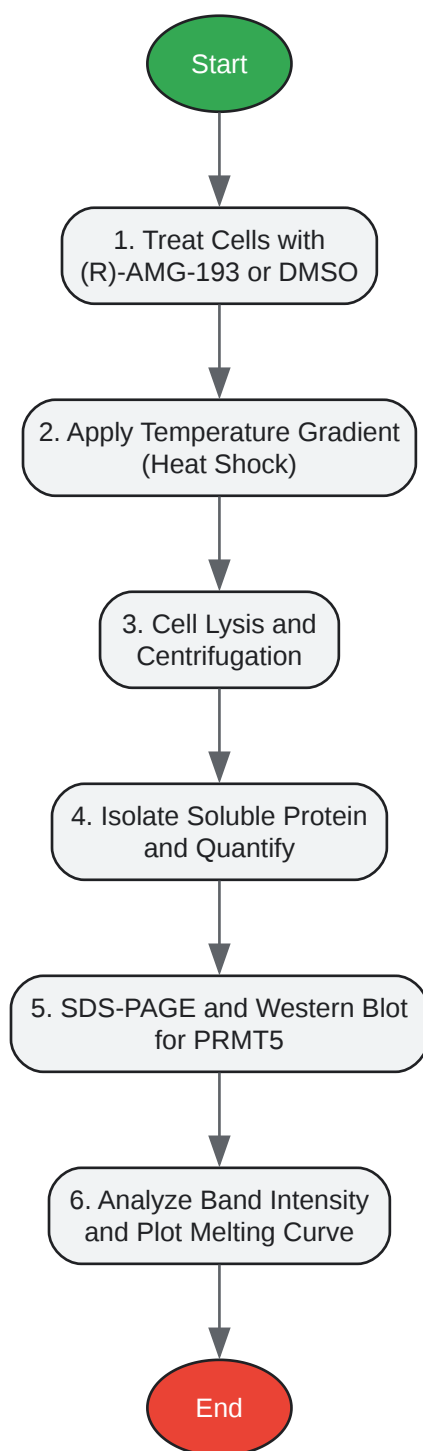 Start
1. Treat Cells with
(R)-AMG-193 or DMSO
2. Apply Temperature Gradient
(Heat Shock)
3. Cell Lysis and
Centrifugation
4. Isolate Soluble Protein
and Quantify
5. SDS-PAGE and Western Blot
for PRMT5
6. Analyze Band Intensity
and Plot Melting Curve
End